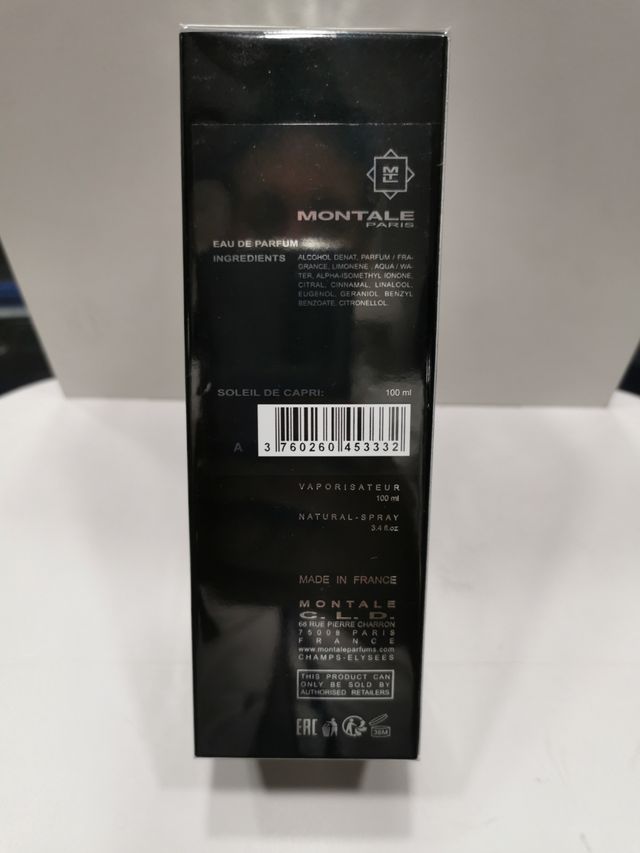 MTL
MONTALE
PARIS
EAU DE PARFUM
INGREDIENTS
ALCOHOL DENAT, PARFUM / FRA-
GRANCE, LIMONENE , AQUA / WA-
TER, ALPHA-ISOMETHYL IONONE,
CITRAL, CINNAMAL, LINALOOL,
EUGENOL, GERANIOL, BENZYL
BENZOATE, CITRONELLOL.
SOLEIL DE CAPRI: 100 ml
A 3 760260 453332
VAPORISATEUR
100 ml
NATURAL-SPRAY
3.4 fl.oz
MADE IN FRANCE
MONTALE
C. L. D.
68 RUE PIERRE CHARRON
75008 PARIS
FRANCE
www.montaleparfums.com
CHAMPS-ELYSEES
THIS PRODUCT CAN
ONLY BE SOLD BY
AUTHORISED RETAILERS
EAC 36M